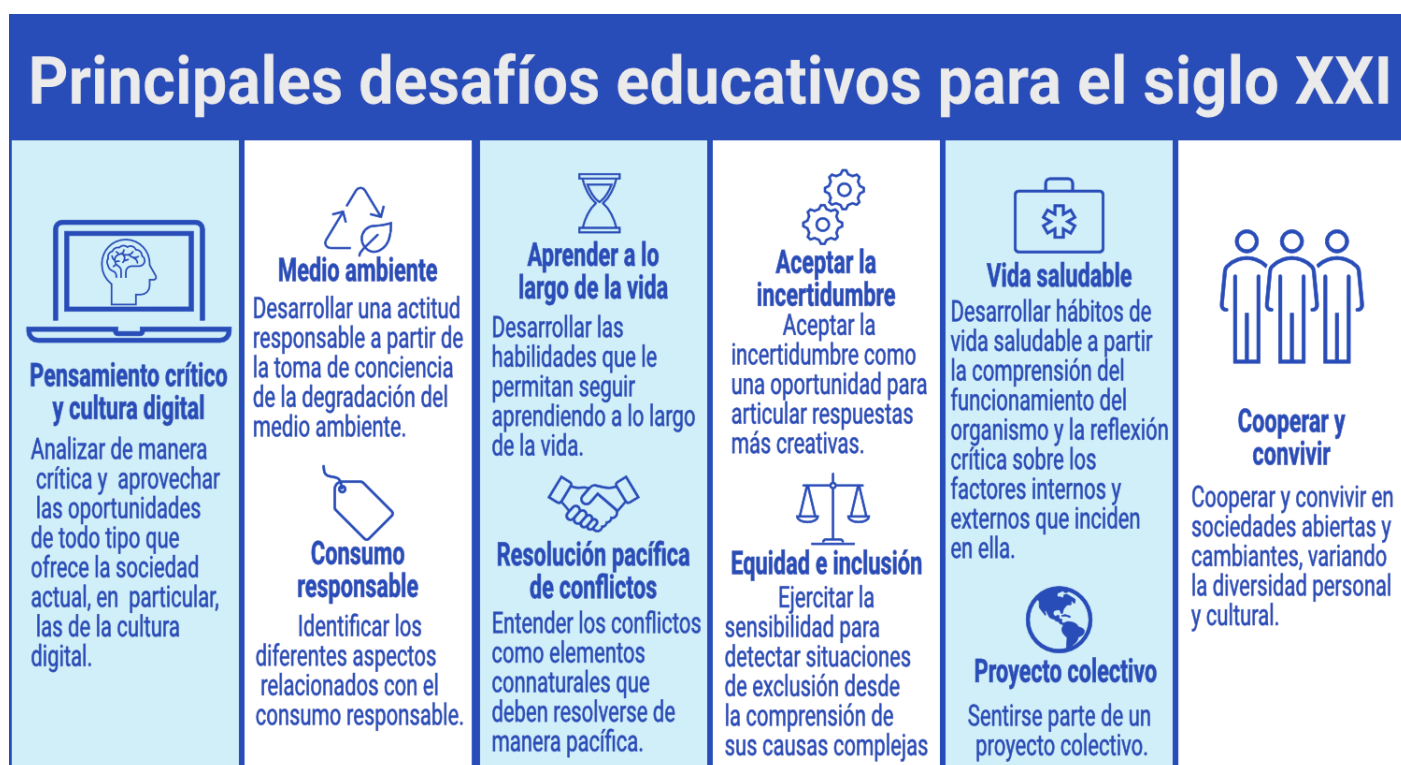 Principales desafíos educativos para el siglo XXI
Pensamiento crítico
y cultura digital
Analizar de manera
crítica y aprovechar
las oportunidades
de todo tipo que
ofrece la sociedad
actual, en particular,
las de la cultura
digital.
Medio ambiente
Desarrollar una actitud
responsable a partir de
la toma de conciencia
de la degradación del
medio ambiente.
Consumo
responsable
Identificar los
diferentes aspectos
relacionados con el
consumo responsable.
Aprender a lo
largo de la vida
Desarrollar las
habilidades que le
permitan seguir
aprendiendo a lo largo
de la vida.
Resolución pacífica
de conflictos
Entender los conflictos
como elementos
connaturales que
deben resolverse de
manera pacífica.
Aceptar la
incertidumbre
Aceptar la
incertidumbre como
una oportunidad para
articular respuestas
más creativas.
Equidad e inclusión
Ejercitar la
sensibilidad para
detectar situaciones
de exclusión desde
la comprensión de
sus causas complejas
Vida saludable
Desarrollar hábitos de
vida saludable a partir
la comprensión del
funcionamiento del
organismo y la reflexión
crítica sobre los
factores internos y
externos que inciden
en ella.
Proyecto colectivo
Sentirse parte de un
proyecto colectivo.
Cooperar y
convivir
Cooperar y convivir en
sociedades abiertas y
cambiantes, variando
la diversidad personal
y cultural.